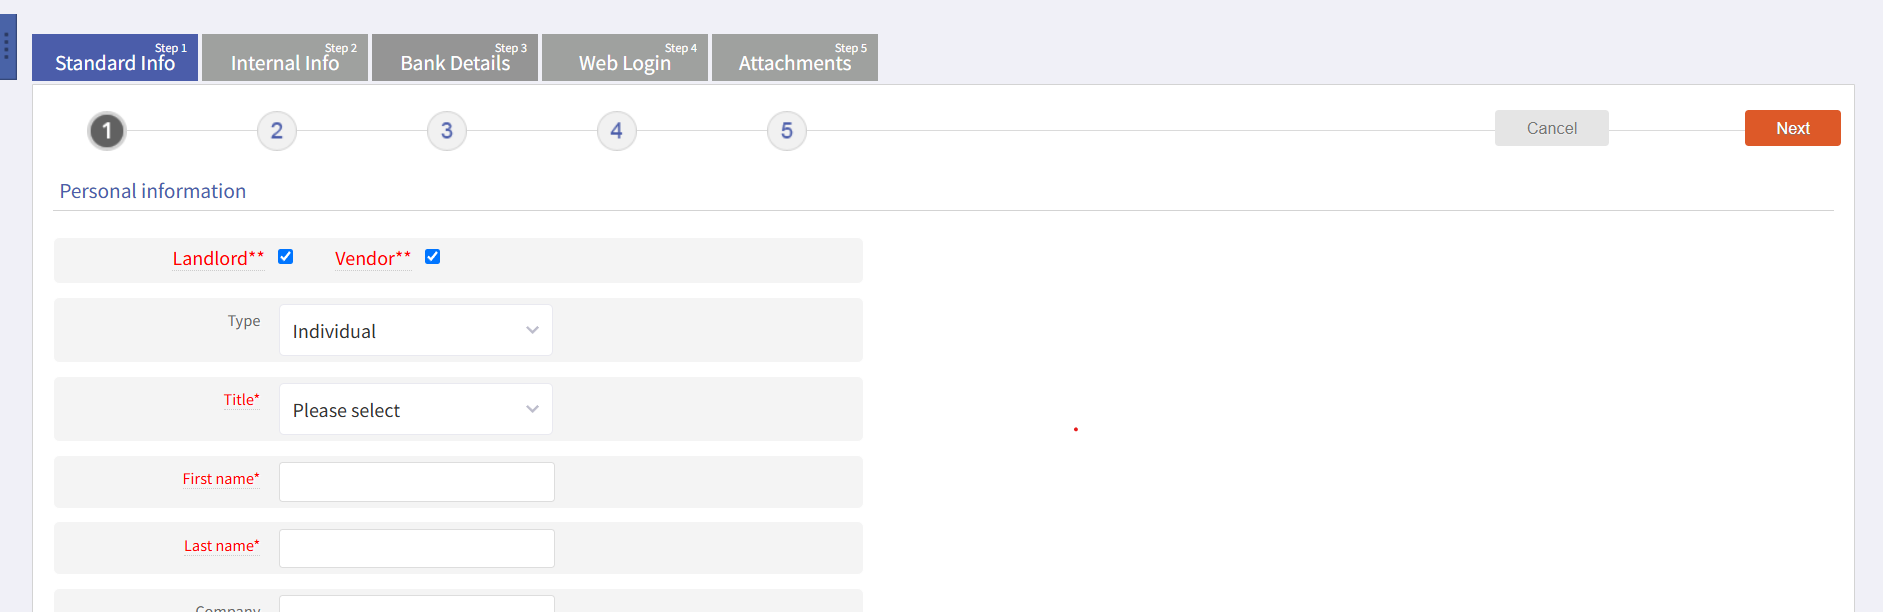 Step 1
Standard Info
Step 2
Internal Info
Step 3
Bank Details
Step 4
Web Login
Step 5
Attachments
1 2 3 4 5 Cancel Next
Personal information
Landlord** Vendor**
Type Individual
Title* Please select
First name*
Last name*
Company